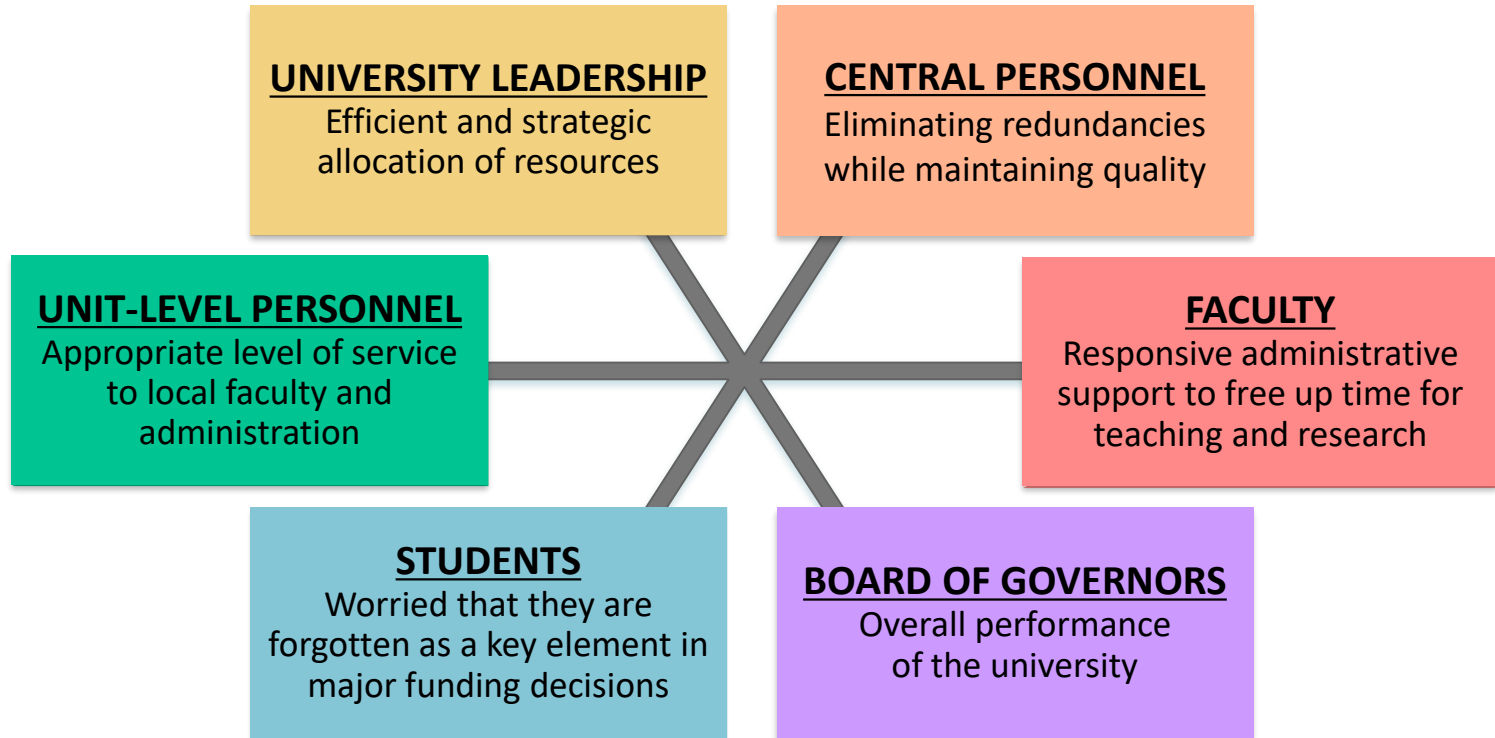 UNIVERSITY LEADERSHIP
Efficient and strategic
allocation of resources
CENTRAL PERSONNEL
Eliminating redundancies
while maintaining quality
UNIT-LEVEL PERSONNEL
Appropriate level of service
to local faculty and
administration
FACULTY
Responsive administrative
support to free up time for
teaching and research
STUDENTS
Worried that they are
forgotten as a key element in
major funding decisions
BOARD OF GOVERNORS
Overall performance
of the university